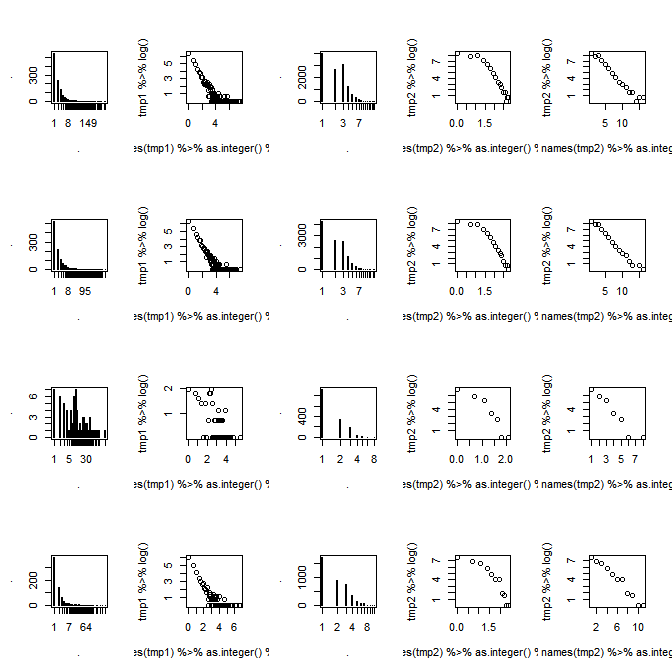 .
0 300
1 8 149
.
tmp1 %>% log()
1 3 5
0 4
es(tmp1) %>% as.integer() %
.
0 2000
1 3 7
.
tmp2 %>% log()
1 4 7
0.0 1.5
es(tmp2) %>% as.integer() %
tmp2 %>% log()
1 4 7
5 10
names(tmp2) %>% as.integ
.
0 300
1 8 95
.
tmp1 %>% log()
1 3 5
0 4
es(tmp1) %>% as.integer() %
.
0 3000
1 3 7
.
tmp2 %>% log()
1 4 7
0.0 1.5
es(tmp2) %>% as.integer() %
tmp2 %>% log()
1 4 7
5 10
names(tmp2) %>% as.integ
.
0 3 6
1 5 30
.
tmp1 %>% log()
1 2
0 2 4
es(tmp1) %>% as.integer() %
.
0 400
1 2 4 8
.
tmp2 %>% log()
1 4
0.0 1.0 2.0
es(tmp2) %>% as.integer() %
tmp2 %>% log()
1 4
1 3 5 7
names(tmp2) %>% as.integ
.
0 200
1 7 64
.
tmp1 %>% log()
1 3 5
0 2 4 6
es(tmp1) %>% as.integer() %
.
0 1000
1 2 4 8
.
tmp2 %>% log()
1 4 7
0.0 1.5
es(tmp2) %>% as.integer() %
tmp2 %>% log()
1 4 7
2 6 10
names(tmp2) %>% as.integ